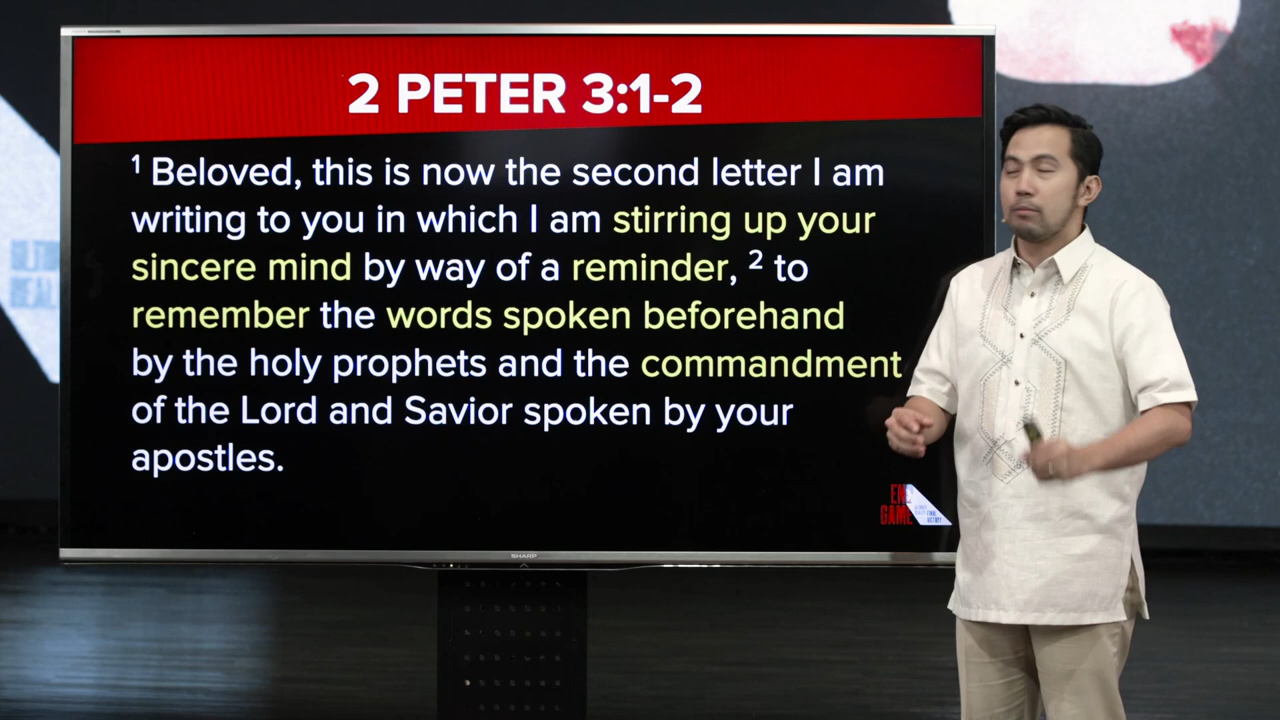 2 PETER 3:1-2
1 Beloved, this is now the second letter I am
writing to you in which I am stirring up your
sincere mind by way of a reminder, 2 to
remember the words spoken beforehand
by the holy prophets and the commandment
of the Lord and Savior spoken by your
apostles.
GAME
SHARP